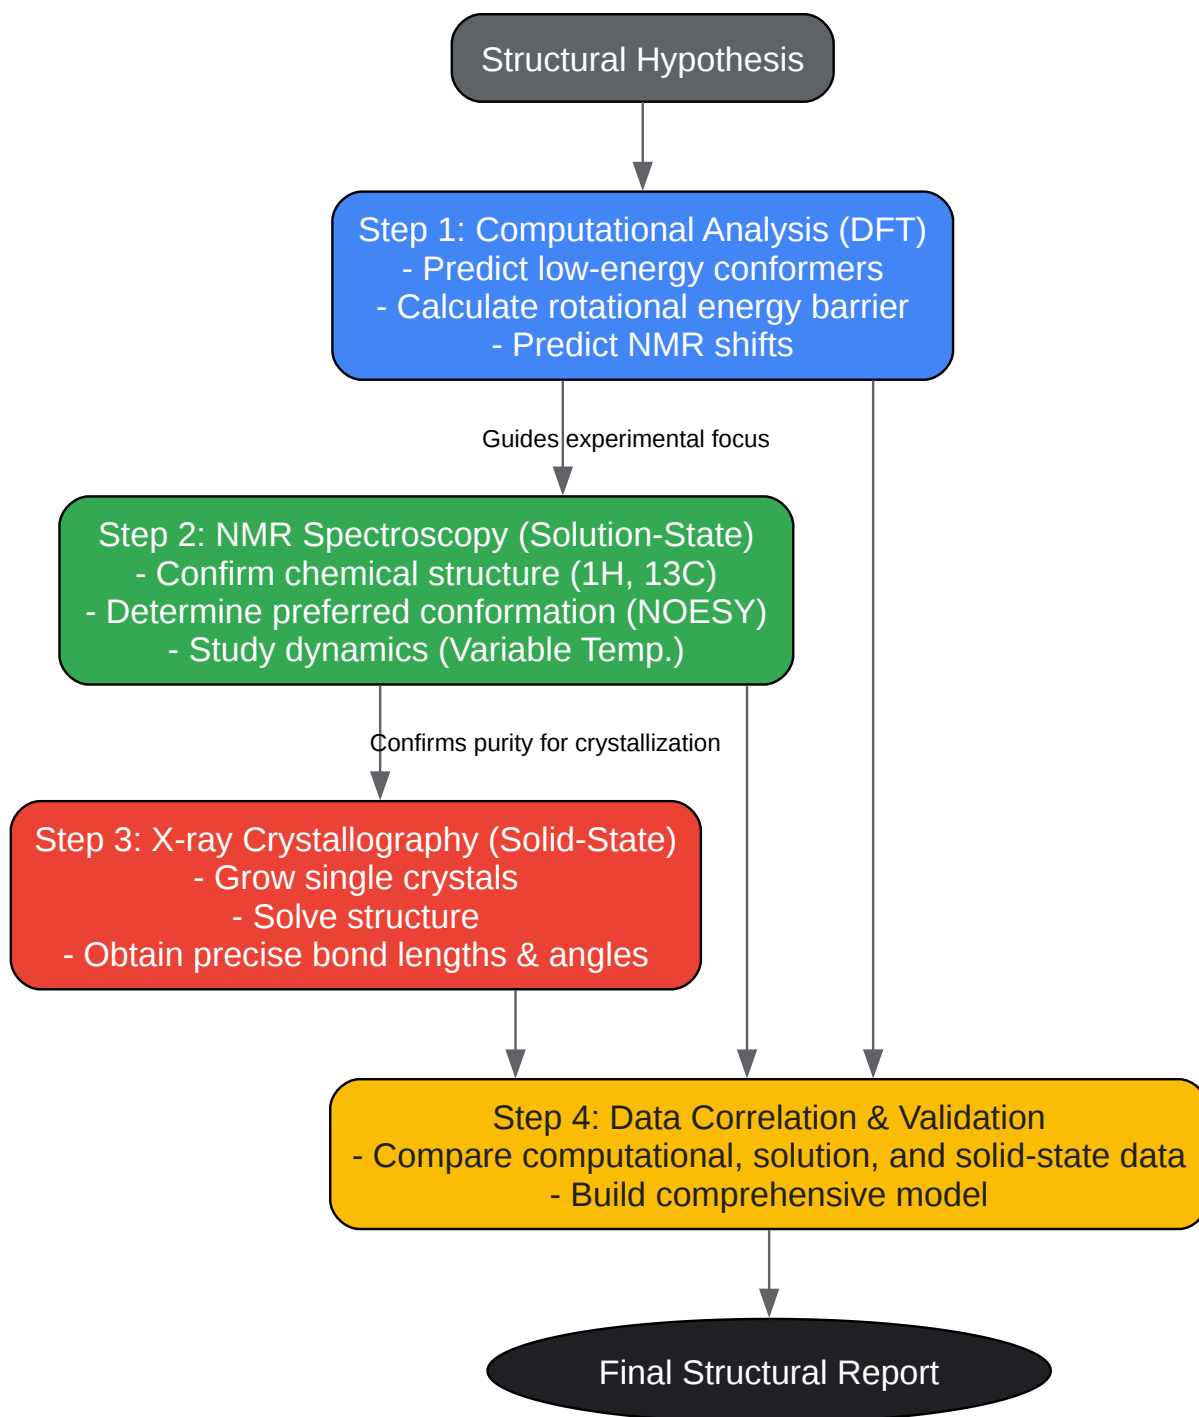 Structural Hypothesis
Step 1: Computational Analysis (DFT)
- Predict low-energy conformers
- Calculate rotational energy barrier
- Predict NMR shifts
Guides experimental focus
Step 2: NMR Spectroscopy (Solution-State)
- Confirm chemical structure (1H, 13C)
- Determine preferred conformation (NOESY)
- Study dynamics (Variable Temp.)
Confirms purity for crystallization
Step 3: X-ray Crystallography (Solid-State)
- Grow single crystals
- Solve structure
- Obtain precise bond lengths & angles
Step 4: Data Correlation & Validation
- Compare computational, solution, and solid-state data
- Build comprehensive model
Final Structural Report